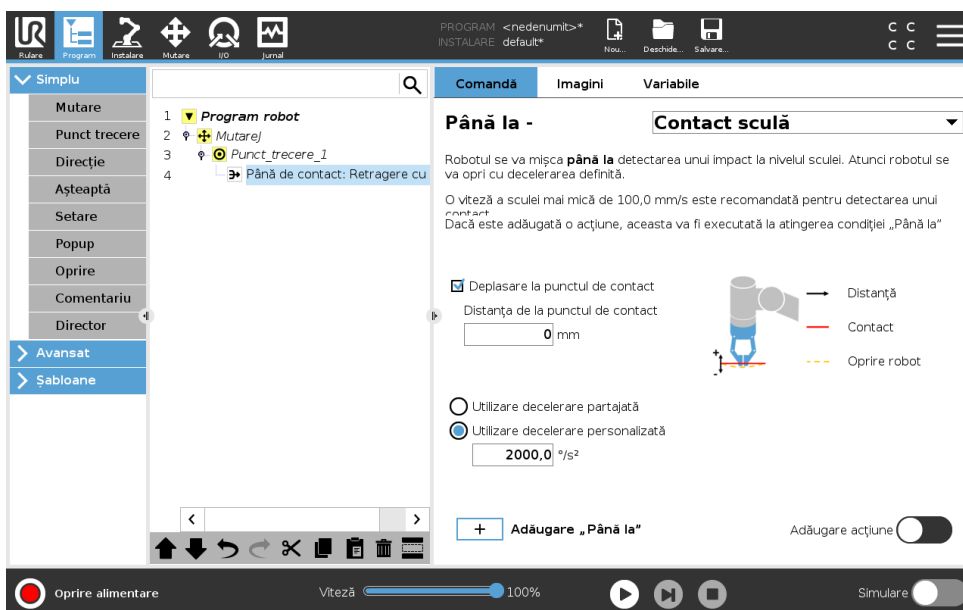 PROGRAM <nedenumit>*
INSTALARE default*
Rulare
Program
Instalare
Mutare
I/O
Jurnal
Nou...
Deschide...
Salvare...
C C
C C
Simplu
Mutare
Punct trecere
Direcție
Așteaptă
Setare
Popup
Oprire
Comentariu
Director
Avansat
Șabloane
1 Program robot
2 MutareJ
3 Punct_trecere_1
4 Până de contact: Retragere cu
Comandă
Imagini
Variabile
Până la -
Contact sculă
Robotul se va mișca până la detectarea unui impact la nivelul sculei. Atunci robotul se
va opri cu decelerarea definită.
O viteză a sculei mai mică de 100,0 mm/s este recomandată pentru detectarea unui
contact
Dacă este adăugată o acțiune, aceasta va fi executată la atingerea condiției „Până la”
Deplasare la punctul de contact
Distanța de la punctul de contact
0 mm
Distanță
Contact
Oprire robot
+
-
Utilizare decelerare partajată
Utilizare decelerare personalizată
2000,0 °/s²
+ Adăugare „Până la”
Adăugare acțiune
Oprire alimentare
Viteză
100%
Simulare